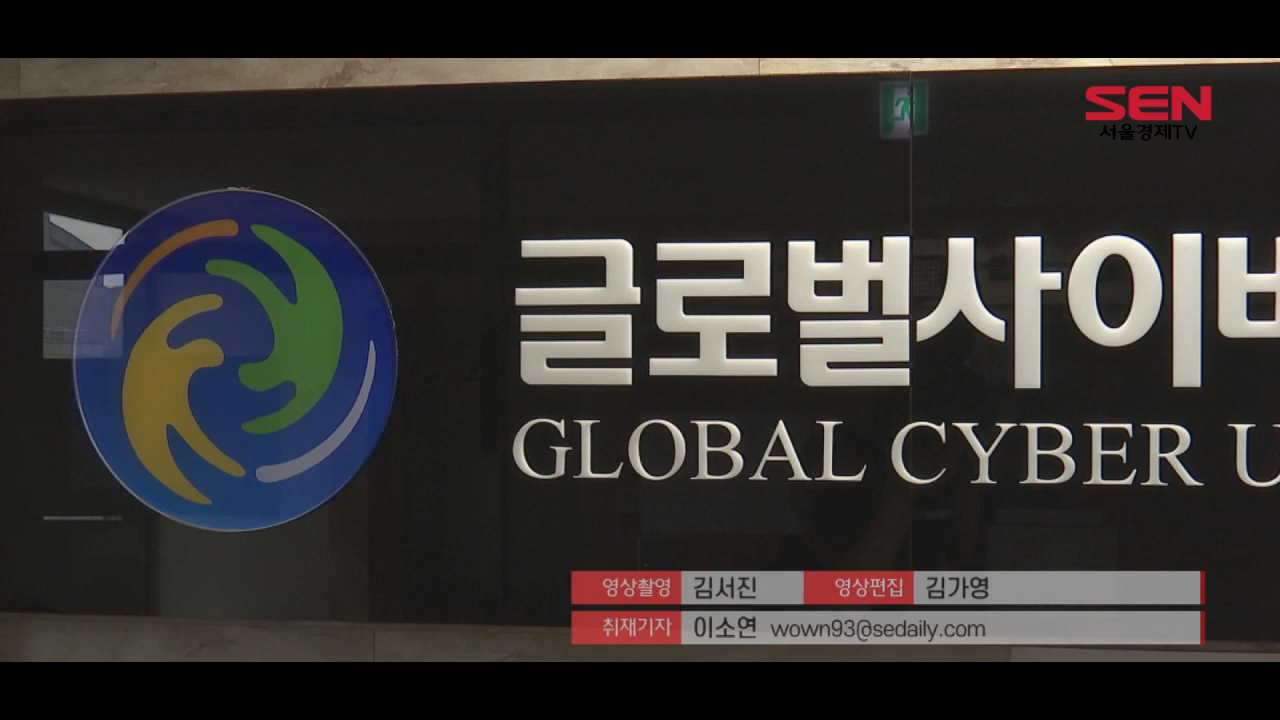 SEN
서울경제TV
글로벌사이버
GLOBAL CYBER U
영상촬영 김서진 영상편집 김가영
취재기자 이소연 wown93@sedaily.com